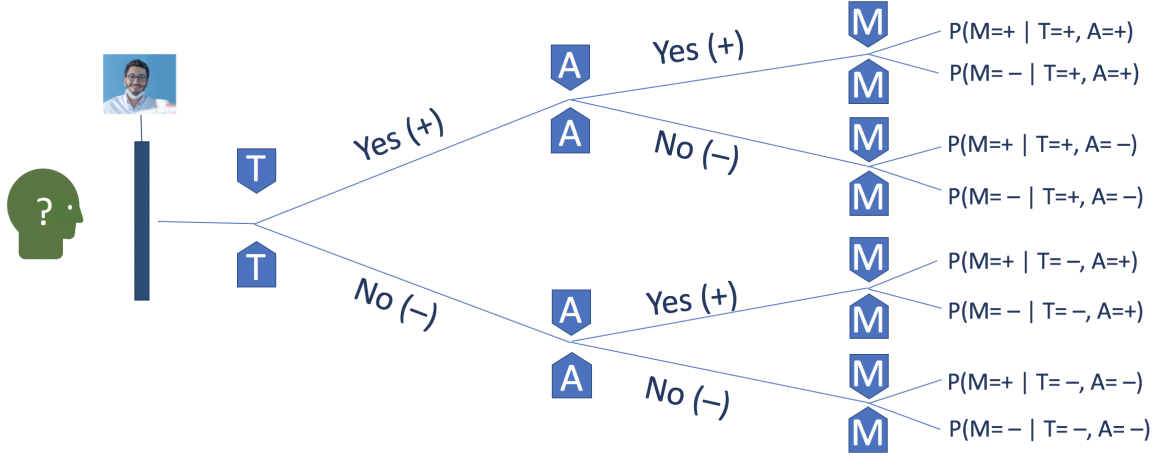 ?
T
T
Yes (+)
No (–)
A
A
A
A
Yes (+)
No (–)
Yes (+)
No (–)
M
M
M
M
M
M
M
M
P(M=+ | T=+, A=+)
P(M= – | T=+, A=+)
P(M=+ | T=+, A= –)
P(M= – | T=+, A= –)
P(M=+ | T= –, A=+)
P(M= – | T= –, A=+)
P(M=+ | T= –, A= –)
P(M= – | T= –, A= –)